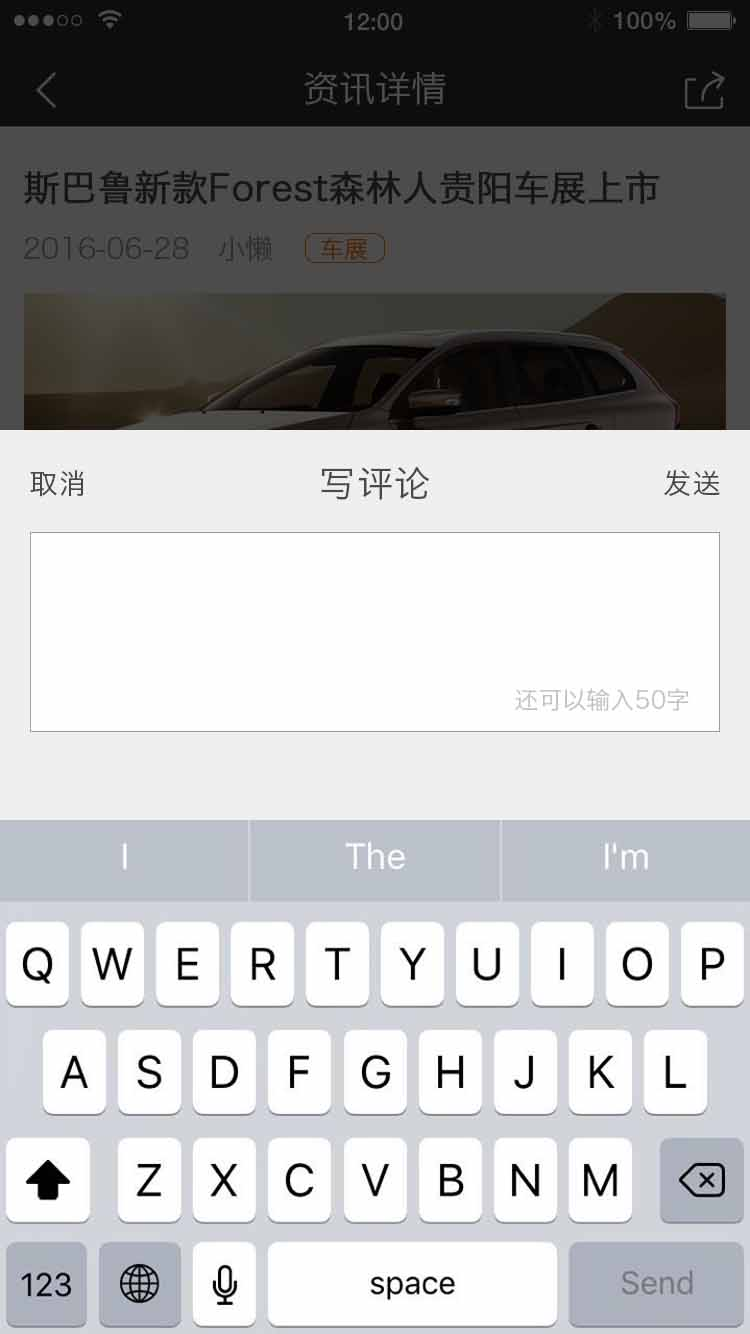 12:00 100%
资讯详情
斯巴鲁新款Forest森林人贵阳车展上市
2016-06-28 小懒 车展
取消 写评论 发送
还可以输入50字
I The I'm
Q W E R T Y U I O P
A S D F G H J K L
Z X C V B N M
123 space Send